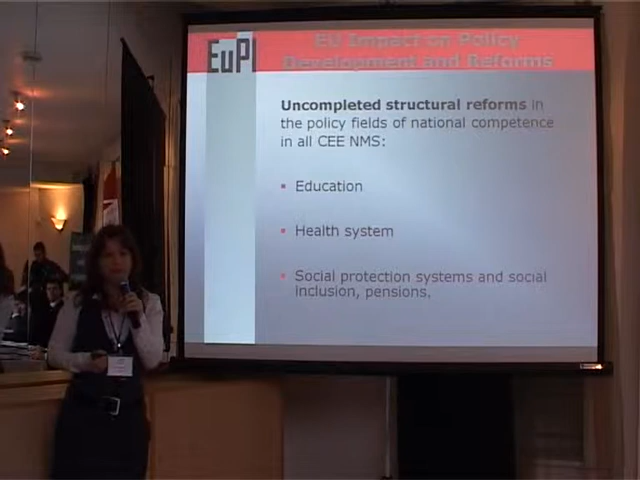 EuPI
EU Impact on Policy
Development and Reforms
Uncompleted structural reforms in
the policy fields of national competence
in all CEE NMS:
Education
Health system
Social protection systems and social
inclusion, pensions.